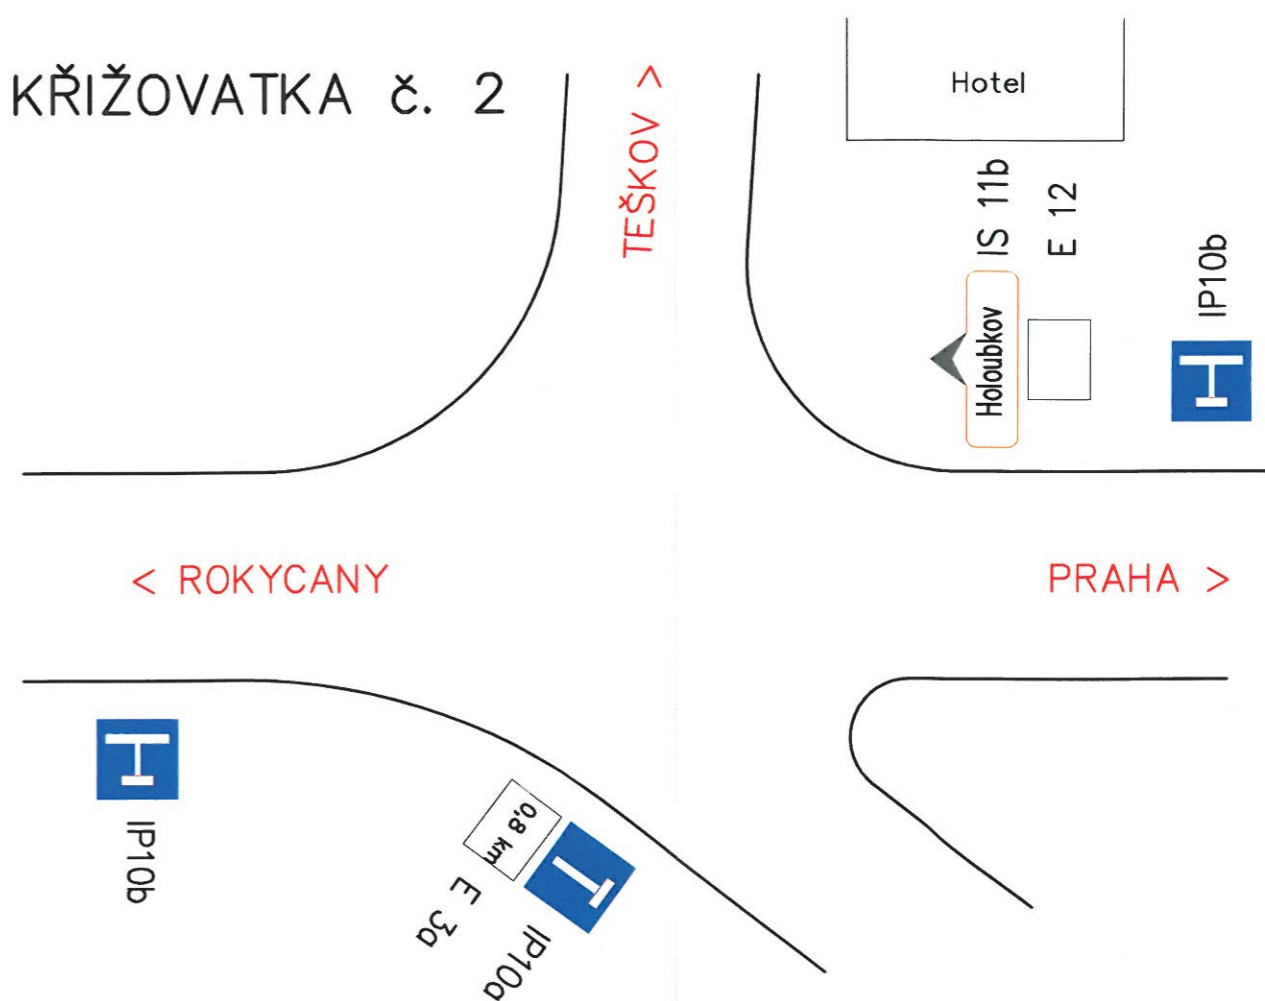 KŘIŽOVATKA č. 2
TEŠKOV >
Hotel
IS 11b
E 12
Holoubkov
IP10b
< ROKYCANY
PRAHA >
IP10b
0,8 km
E 3a
IP10a